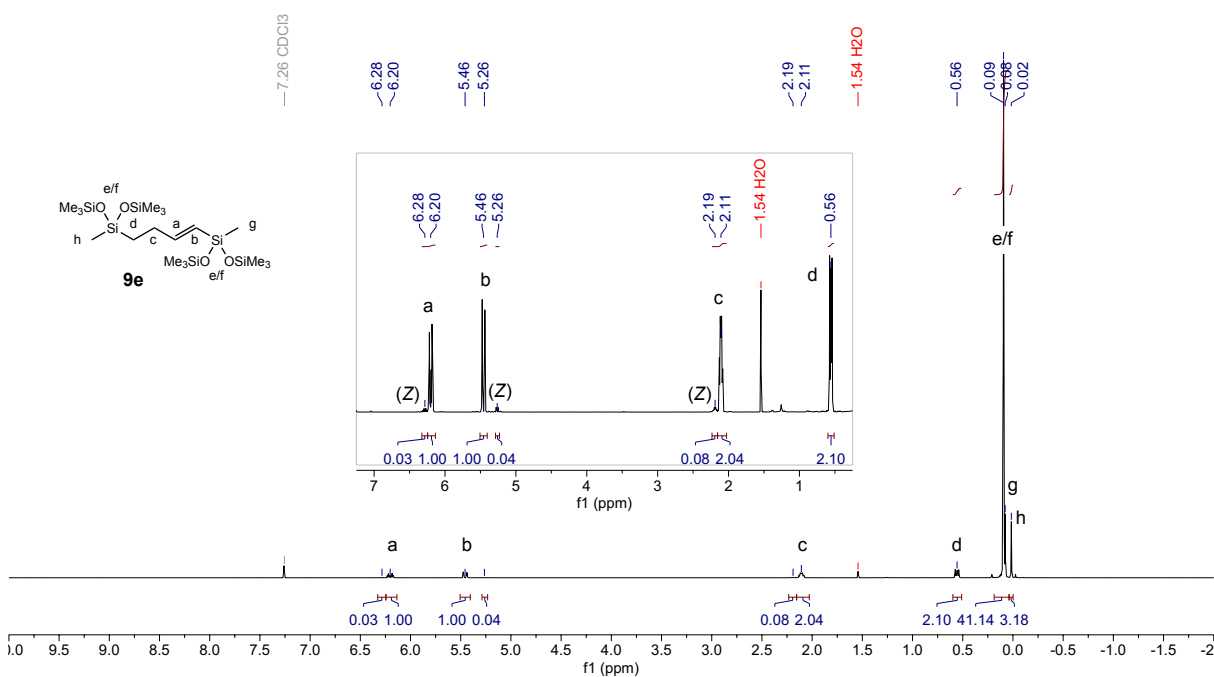 7.26 CDCl3
6.28
6.20
5.46
5.26
2.19
2.11
1.54 H2O
0.56
0.09
0.08
0.02
e/f
Me3SiO OSiMe3
d a g
Si
h c b Si
Me3SiO OSiMe3
e/f
9e
6.28
6.20
5.46
5.26
2.19
2.11
1.54 H2O
0.56
a
b
c
d
(Z)
(Z)
(Z)
0.03 1.00 1.00 0.04 0.08 2.04 2.10
7 6 5 4 3 2 1
f1 (ppm)
e/f
g
h
a b c d
0.03 1.00 1.00 0.04 0.08 2.04 2.10 41.14 3.18
0.0 9.5 9.0 8.5 8.0 7.5 7.0 6.5 6.0 5.5 5.0 4.5 4.0 3.5 3.0 2.5 2.0 1.5 1.0 0.5 0.0 -0.5 -1.0 -1.5 -2
f1 (ppm)